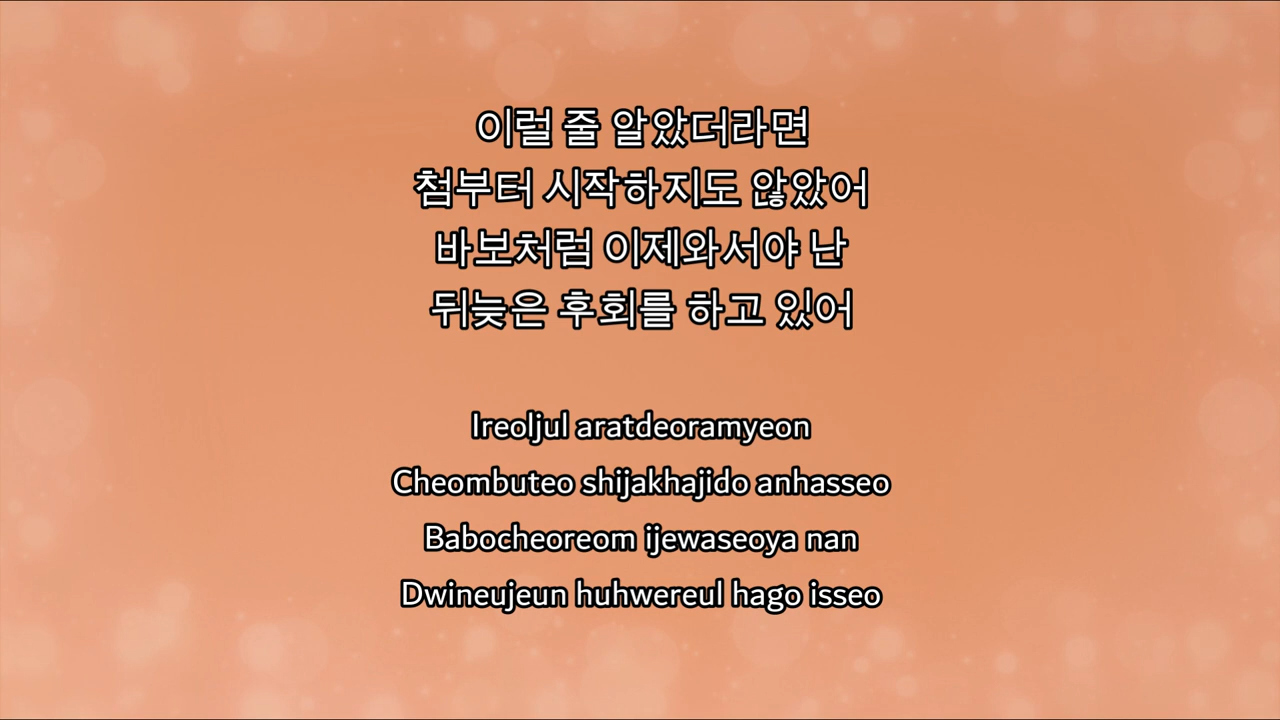 이럴 줄 알았더라면
첨부터 시작하지도 않았어
바보처럼 이제와서야 난
뒤늦은 후회를 하고 있어
Ireoljul aratdeoramyeon
Cheombuteo shijakhajido anhasseo
Babocheoreom ijewaseoya nan
Dwineujeun huhwereul hago isseo